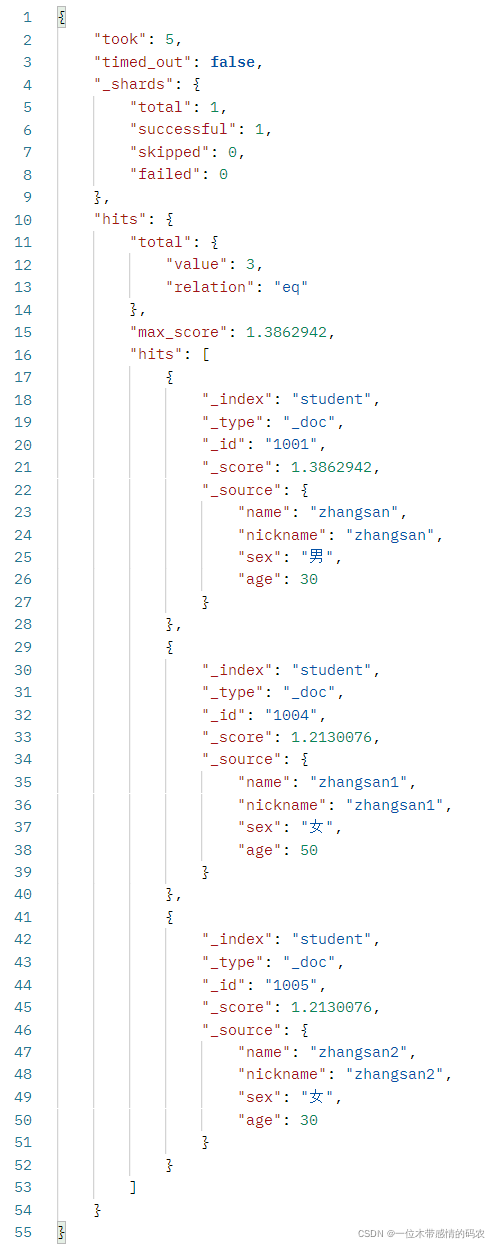 1 {
2 "took": 5,
3 "timed_out": false,
4 "_shards": {
5 "total": 1,
6 "successful": 1,
7 "skipped": 0,
8 "failed": 0
9 },
10 "hits": {
11 "total": {
12 "value": 3,
13 "relation": "eq"
14 },
15 "max_score": 1.3862942,
16 "hits": [
17 {
18 "_index": "student",
19 "_type": "_doc",
20 "_id": "1001",
21 "_score": 1.3862942,
22 "_source": {
23 "name": "zhangsan",
24 "nickname": "zhangsan",
25 "sex": "男",
26 "age": 30
27 }
28 },
29 {
30 "_index": "student",
31 "_type": "_doc",
32 "_id": "1004",
33 "_score": 1.2130076,
34 "_source": {
35 "name": "zhangsan1",
36 "nickname": "zhangsan1",
37 "sex": "女",
38 "age": 50
39 }
40 },
41 {
42 "_index": "student",
43 "_type": "_doc",
44 "_id": "1005",
45 "_score": 1.2130076,
46 "_source": {
47 "name": "zhangsan2",
48 "nickname": "zhangsan2",
49 "sex": "女",
50 "age": 30
51 }
52 }
53 ]
54 }
55 }
CSDN @一位木带感情的码农